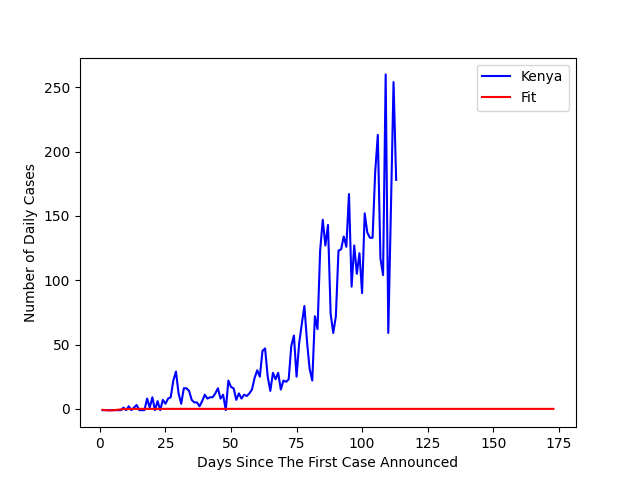 Kenya
Fit
250
200
150
100
50
0
Number of Daily Cases
0 25 50 75 100 125 150 175
Days Since The First Case Announced